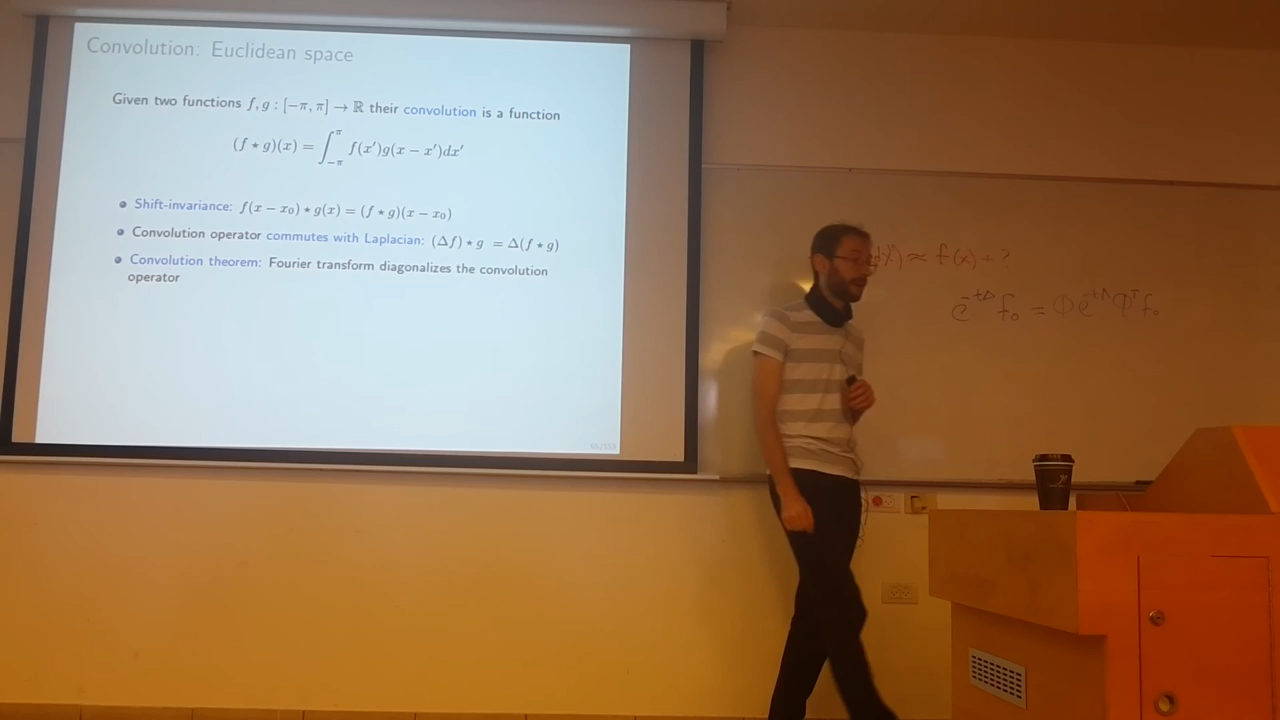 Convolution: Euclidean space
Given two functions f, g : [−π, π] → ℝ their convolution is a function
(f ⋆ g)(x) = ∫_{−π}^{π} f(x′)g(x − x′)dx′
Shift-invariance: f(x − x₀) ⋆ g(x) = (f ⋆ g)(x − x₀)
Convolution operator commutes with Laplacian: (Δf) ⋆ g = Δ(f ⋆ g)
Convolution theorem: Fourier transform diagonalizes the convolution
operator
≈ f(x) + ?
e^{-tΔ} f₀ = Φ e^{-tΛ} Φᵀ f₀